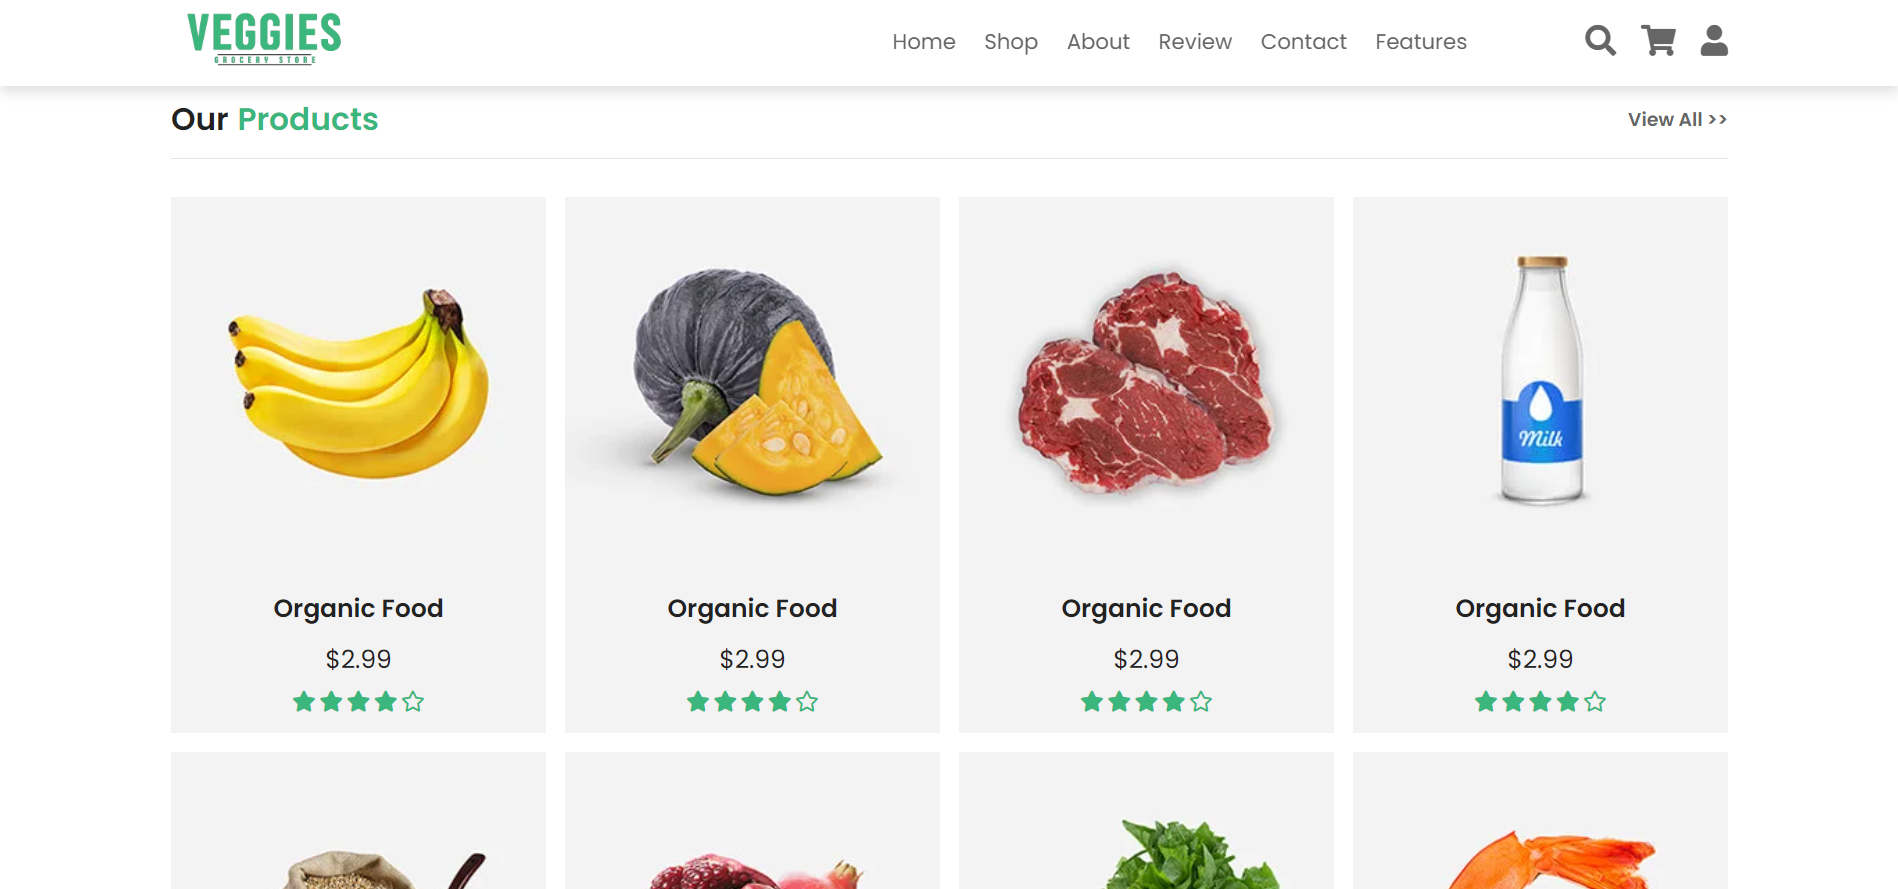 VEGGIES
GROCERY STORE
Home Shop About Review Contact Features
Our Products
View All >>
Milk
Organic Food
$2.99
Organic Food
$2.99
Organic Food
$2.99
Organic Food
$2.99